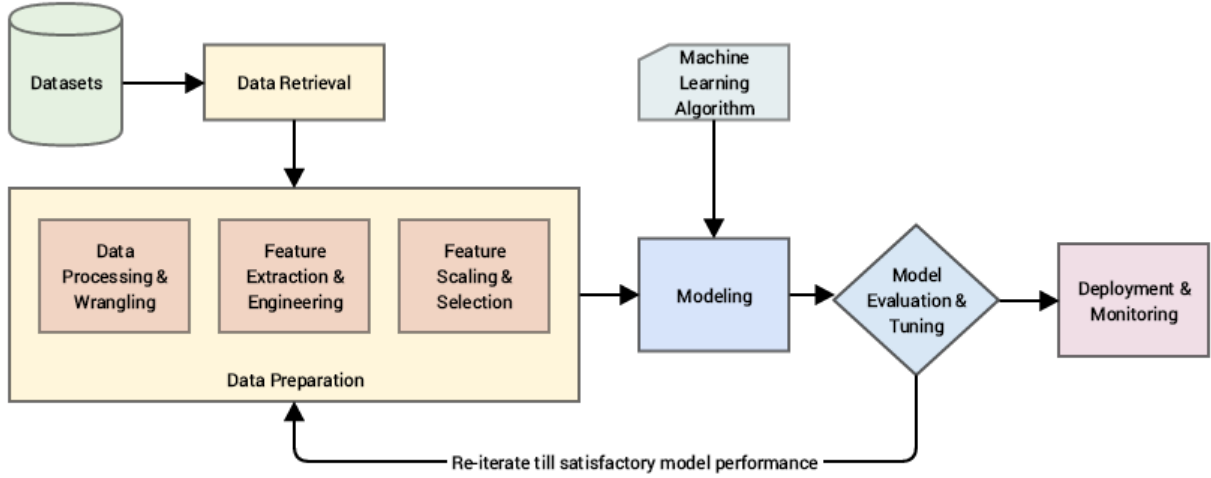 Datasets
Data Retrieval
Machine
Learning
Algorithm
Data
Processing &
Wrangling
Feature
Extraction &
Engineering
Feature
Scaling &
Selection
Data Preparation
Modeling
Model
Evaluation &
Tuning
Deployment &
Monitoring
Re-iterate till satisfactory model performance